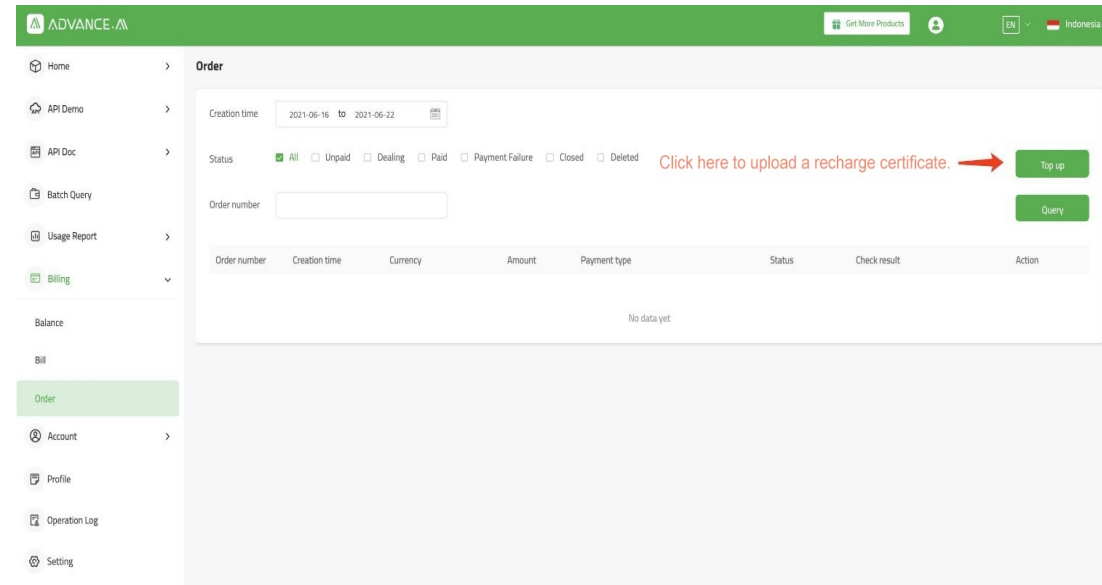 ADVANCE.AI
Get More Products
EN
Indonesia
Home
API Demo
API Doc
Batch Query
Usage Report
Billing
Balance
Bill
Order
Account
Profile
Operation Log
Setting
Order
Creation time 2021-06-16 to 2021-06-22
Status All Unpaid Dealing Paid Payment Failure Closed Deleted
Click here to upload a recharge certificate.
Top up
Order number
Query
Order number Creation time Currency Amount Payment type Status Check result Action
No data yet